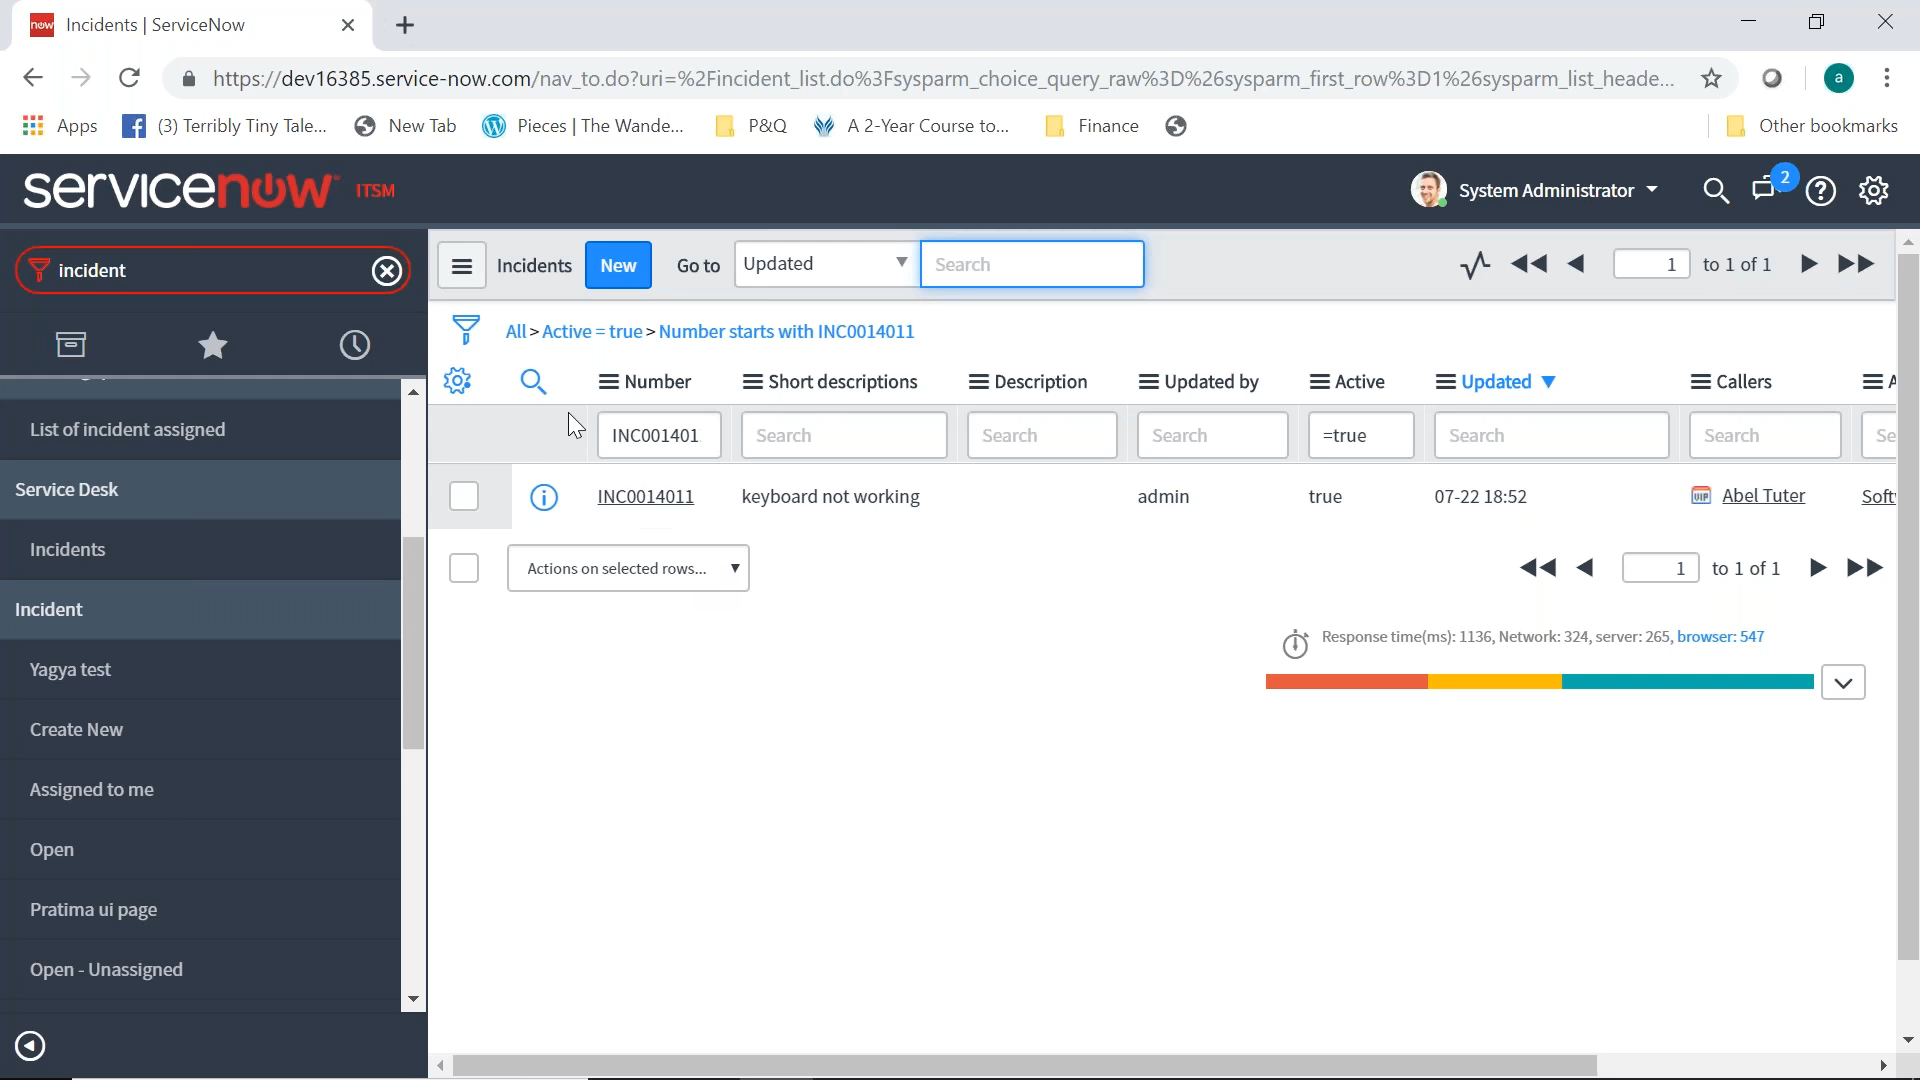 now Incidents | ServiceNow
https://dev16385.service-now.com/nav_to.do?uri=%2Fincident_list.do%3Fsysparm_choice_query_raw%3D%26sysparm_first_row%3D1%26sysparm_list_heade... a
Apps (3) Terribly Tiny Tale... New Tab Pieces | The Wande... P&Q A 2-Year Course to... Finance Other bookmarks
servicenow ITSM System Administrator 2
incident
Incidents New Go to Updated Search 1 to 1 of 1
All > Active = true > Number starts with INC0014011
Number Short descriptions Description Updated by Active Updated Callers A
INC001401 Search Search Search =true Search Search Se
INC0014011 keyboard not working admin true 07-22 18:52 VIP Abel Tuter Soft
Actions on selected rows... 1 to 1 of 1
Response time(ms): 1136, Network: 324, server: 265, browser: 547
List of incident assigned
Service Desk
Incidents
Incident
Yagya test
Create New
Assigned to me
Open
Pratima ui page
Open - Unassigned